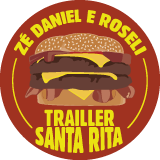 ZÉ DANIEL E ROSELI
TRAILLER
SANTA RITA